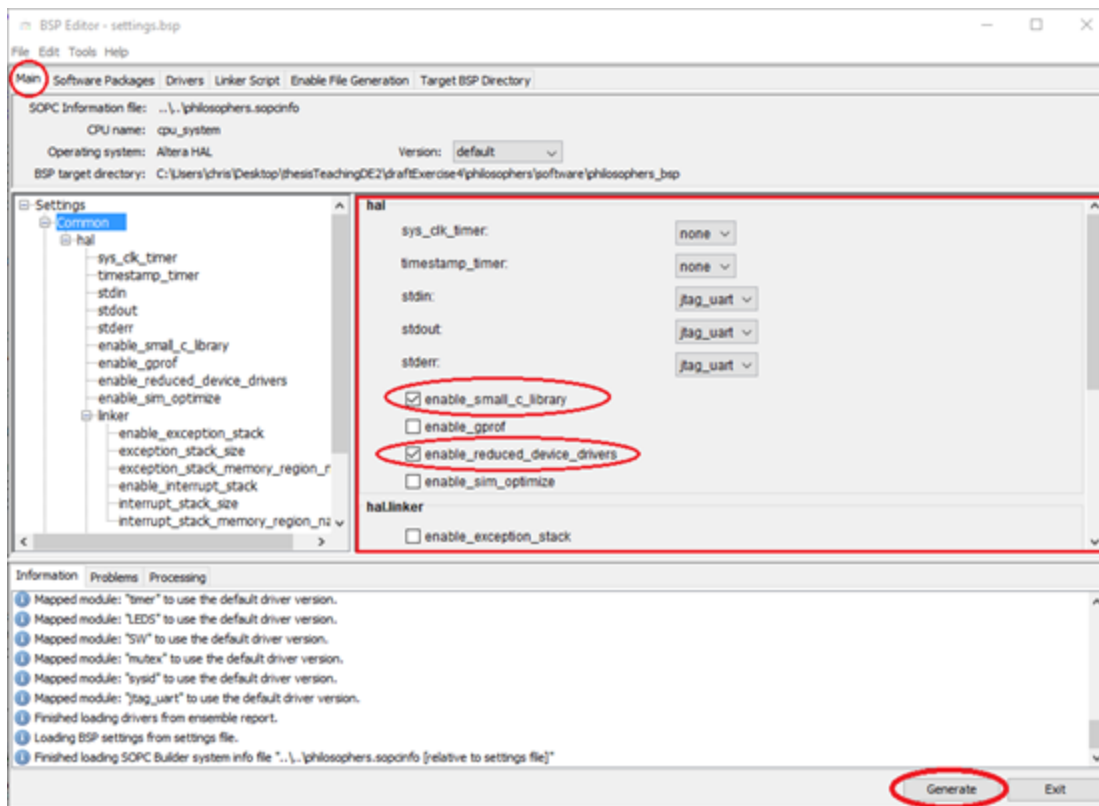 BSP Editor - settings.bsp
File Edit Tools Help
Main Software Packages Drivers Linker Script Enable File Generation Target BSP Directory
SOPC Information file: ..\..\philosophers.sopcinfo
CPU name: cpu_system
Operating system: Altera HAL Version: default
BSP target directory: C:\Users\chris\Desktop\thesisTeachingDE2\draftExercise4\philosophers\software\philosophers_bsp
Settings
Common
hal
sys_clk_timer
timestamp_timer
stdin
stdout
stderr
enable_small_c_library
enable_gprof
enable_reduced_device_drivers
enable_sim_optimize
linker
enable_exception_stack
exception_stack_size
exception_stack_memory_region_n
enable_interrupt_stack
interrupt_stack_size
interrupt_stack_memory_region_na
hal
sys_clk_timer: none
timestamp_timer: none
stdin: jtag_uart
stdout: jtag_uart
stderr: jtag_uart
enable_small_c_library
enable_gprof
enable_reduced_device_drivers
enable_sim_optimize
hal.linker
enable_exception_stack
Information Problems Processing
Mapped module: "timer" to use the default driver version.
Mapped module: "LEDS" to use the default driver version.
Mapped module: "SW" to use the default driver version.
Mapped module: "mutex" to use the default driver version.
Mapped module: "sysid" to use the default driver version.
Mapped module: "jtag_uart" to use the default driver version.
Finished loading drivers from ensemble report.
Loading BSP settings from settings file.
Finished loading SOPC Builder system info file "..\..\philosophers.sopcinfo [relative to settings file]"
Generate Exit